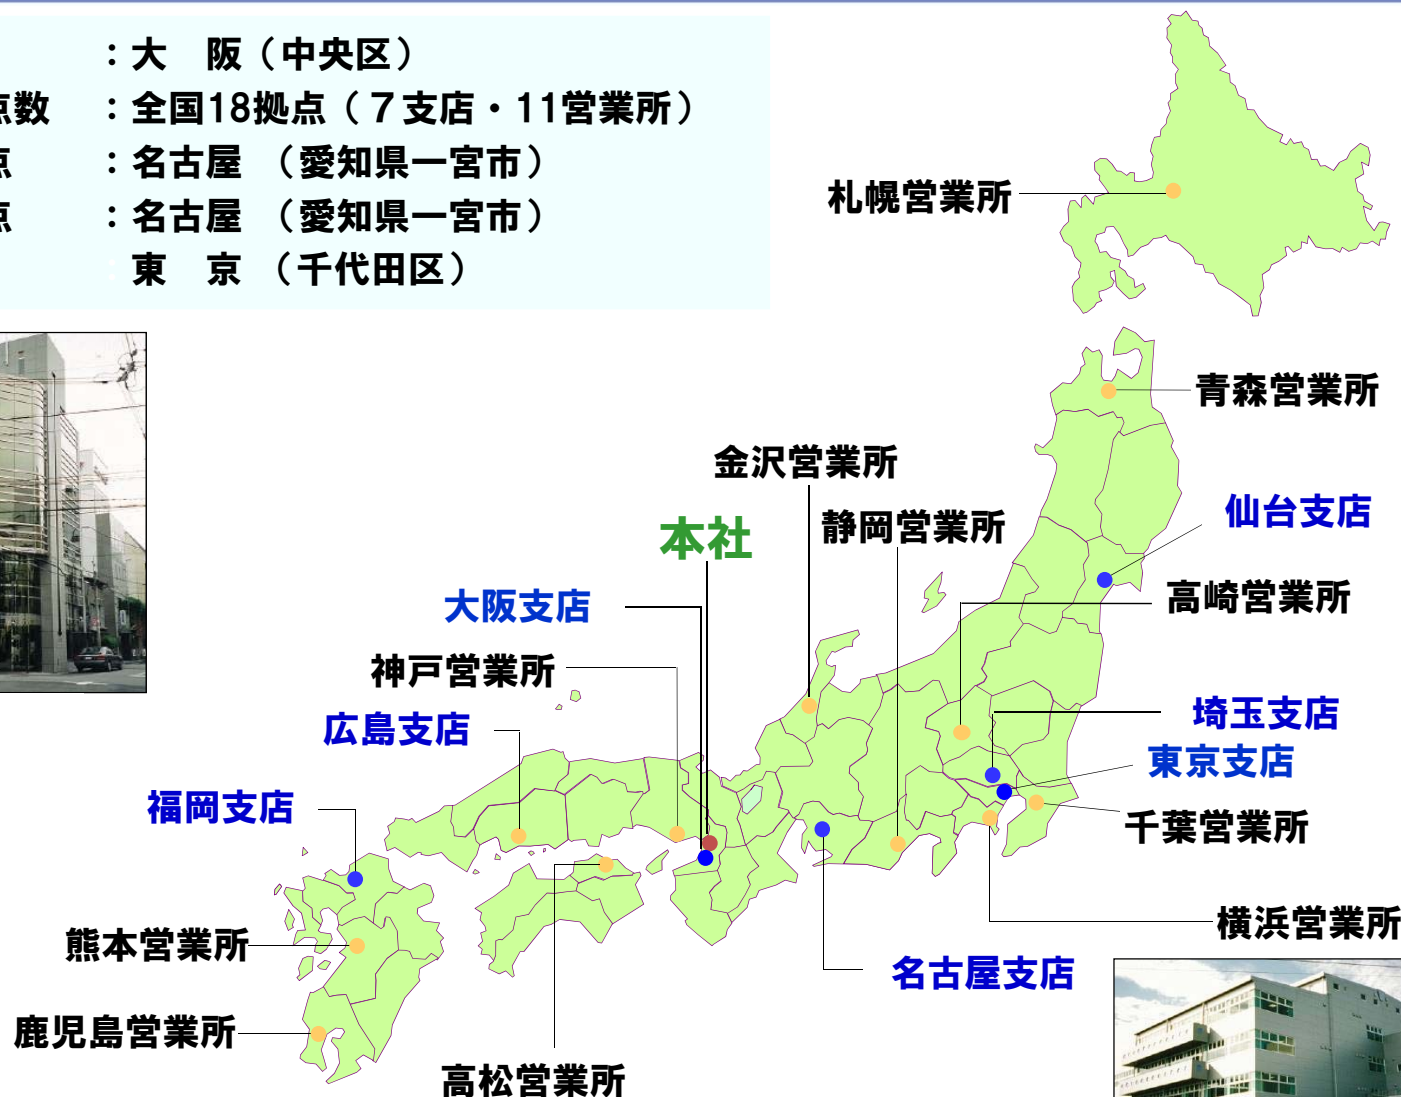 ：大　阪（中央区）
点数　：全国18拠点（７支店・11営業所）
点　：名古屋 （愛知県一宮市）
点　：名古屋 （愛知県一宮市）
東　京 （千代田区）
札幌営業所
青森営業所
金沢営業所
仙台支店
静岡営業所
本社
高崎営業所
大阪支店
神戸営業所
埼玉支店
広島支店
東京支店
福岡支店
千葉営業所
横浜営業所
熊本営業所
名古屋支店
鹿児島営業所
高松営業所